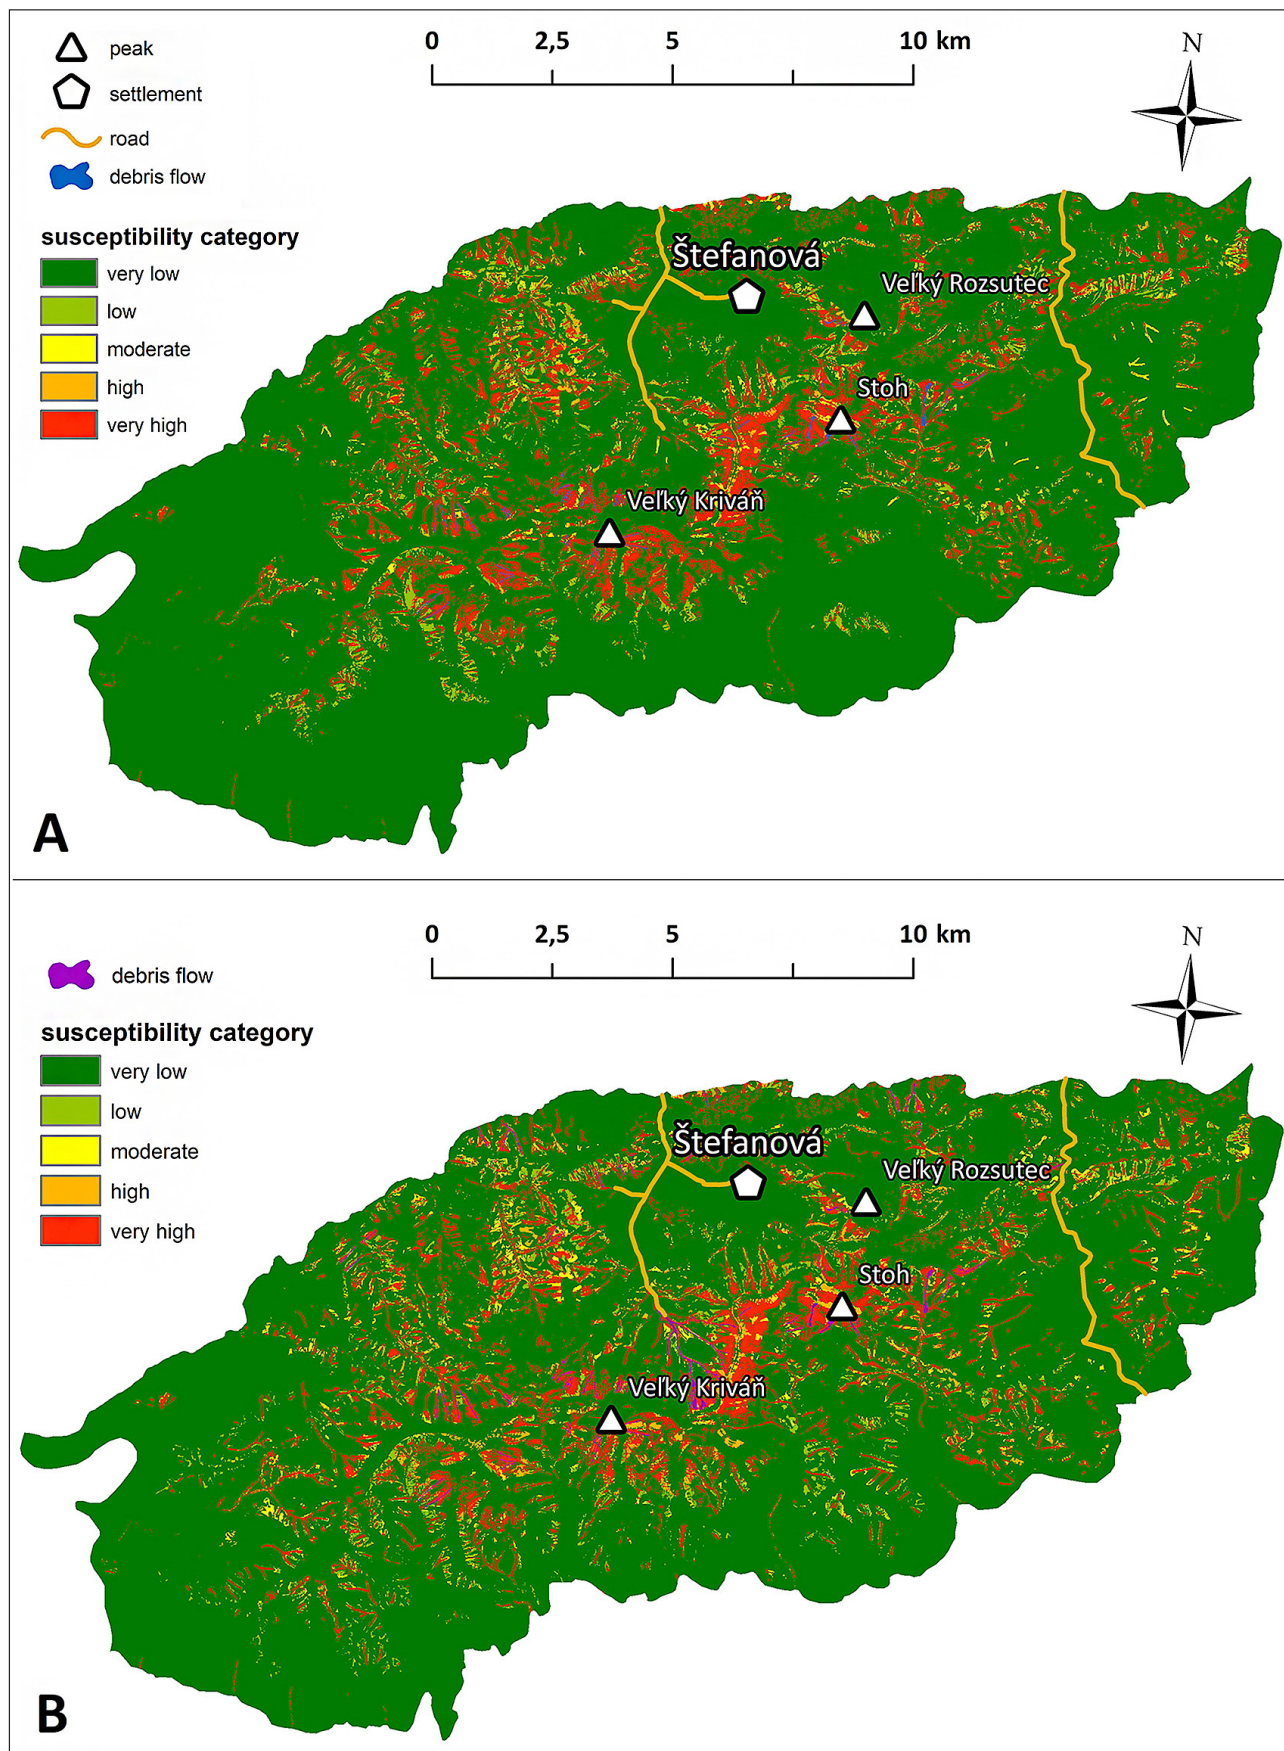 0 2,5 5 10 km
N
peak
settlement
road
debris flow
susceptibility category
very low
low
moderate
high
very high
Štefanová
Veľký Rozsutec
Stoh
Veľký Kriváň
A
0 2,5 5 10 km
N
debris flow
susceptibility category
very low
low
moderate
high
very high
Štefanová
Veľký Rozsutec
Stoh
Veľký Kriváň
B